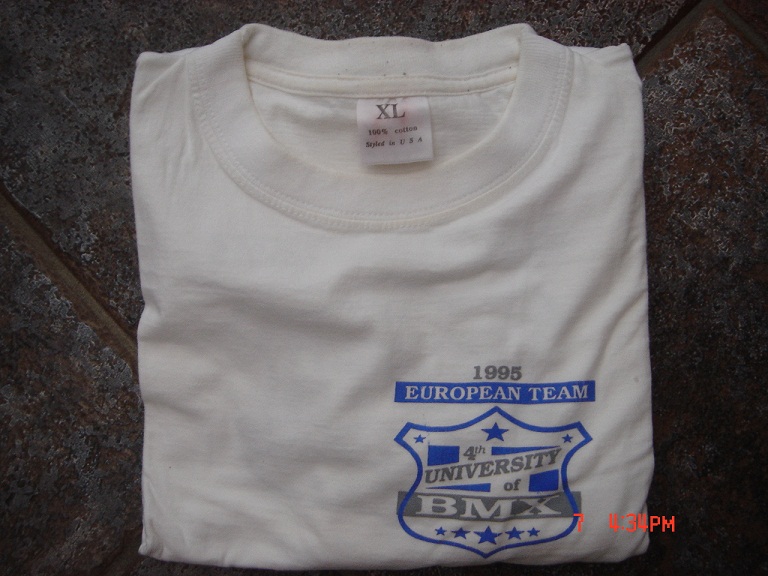 XL
100% cotton
Styled in U S A
1995
EUROPEAN TEAM
4th
UNIVERSITY
of
BMX
7 4:34PM